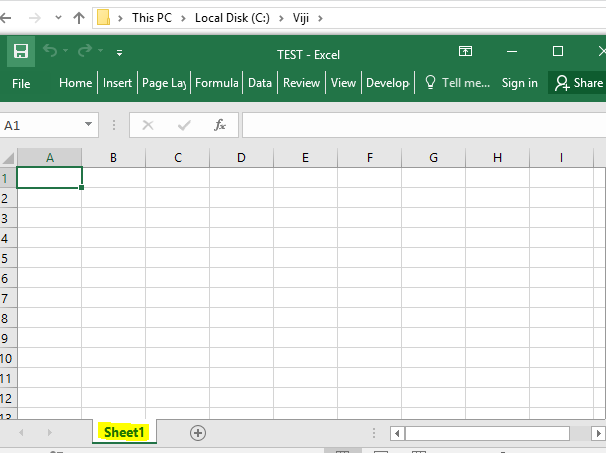 This PC > Local Disk (C:) > Viji >
TEST - Excel
File Home Insert Page Lay Formula Data Review View Develop Tell me... Sign in Share
A1 fx
A B C D E F G H I
1
2
3
4
5
6
7
8
9
10
11
12
13
Sheet1